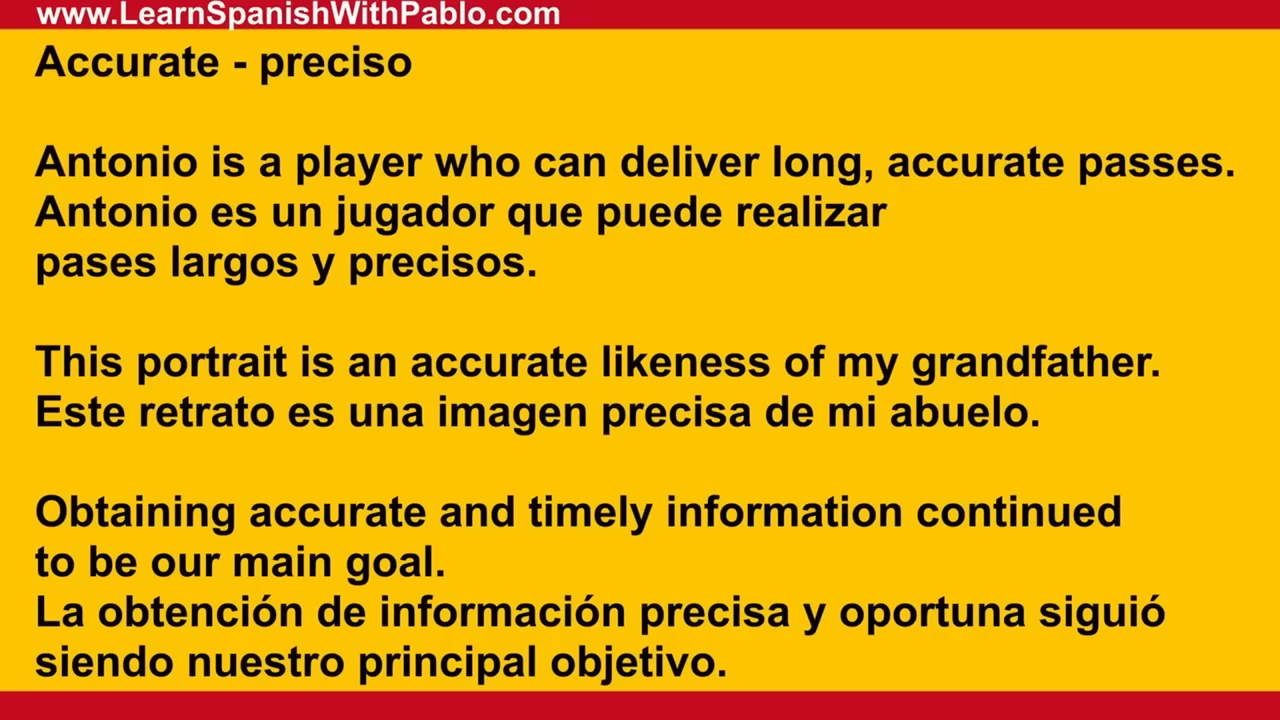 www.LearnSpanishWithPablo.com
Accurate - preciso
Antonio is a player who can deliver long, accurate passes.
Antonio es un jugador que puede realizar
pases largos y precisos.
This portrait is an accurate likeness of my grandfather.
Este retrato es una imagen precisa de mi abuelo.
Obtaining accurate and timely information continued
to be our main goal.
La obtención de información precisa y oportuna siguió
siendo nuestro principal objetivo.